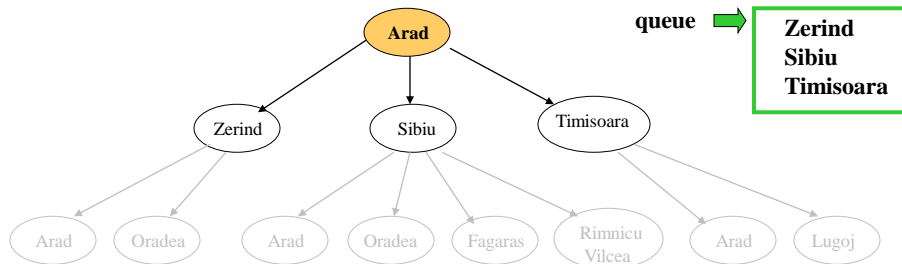 Arad
queue
Zerind
Sibiu
Timisoara
Zerind
Sibiu
Timisoara
Arad
Oradea
Arad
Oradea
Fagaras
Rimnicu
Vilcea
Arad
Lugoj